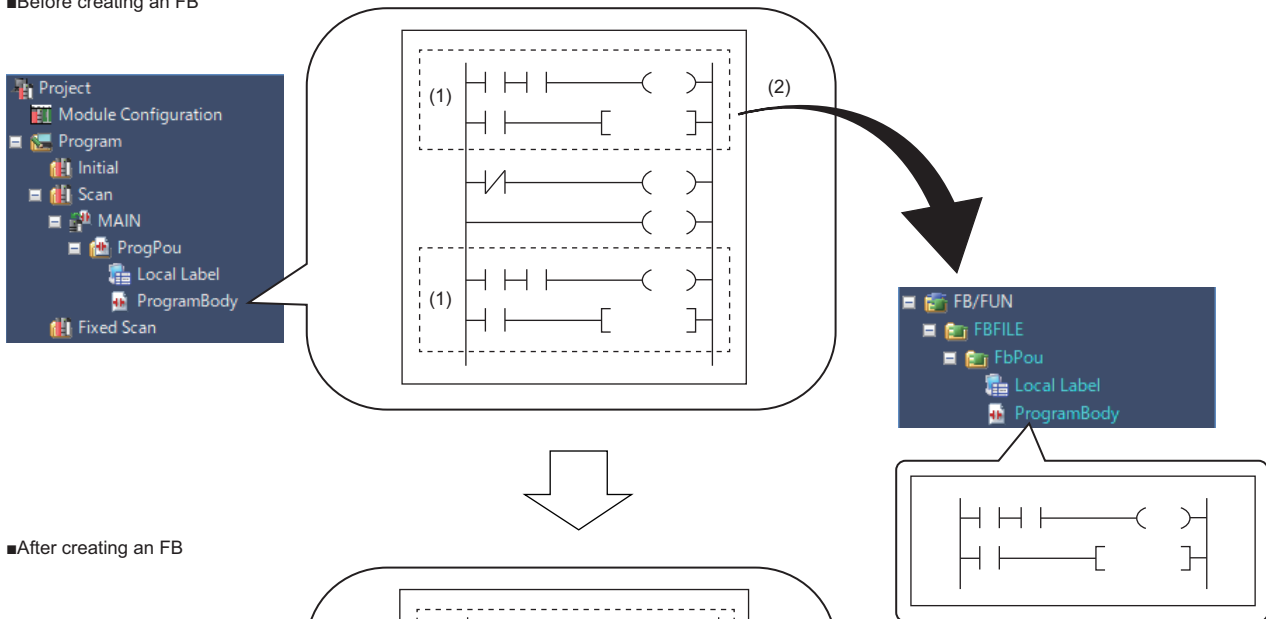 ■Before creating an FB
Project
Module Configuration
Program
Initial
Scan
MAIN
ProgPou
Local Label
ProgramBody
Fixed Scan
(1)
(2)
(1)
FB/FUN
FBFILE
FbPou
Local Label
ProgramBody
■After creating an FB